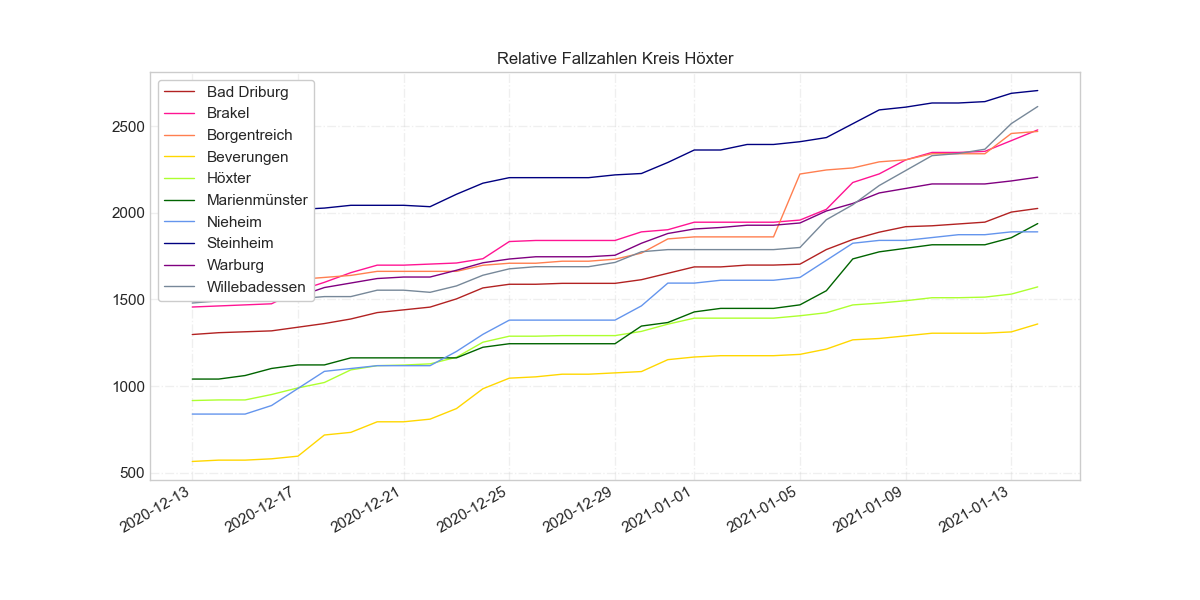 Relative Fallzahlen Kreis Höxter
Bad Driburg
Brakel
Borgentreich
Beverungen
Höxter
Marienmünster
Nieheim
Steinheim
Warburg
Willebadessen
2500
2000
1500
1000
500
2020-12-13
2020-12-17
2020-12-21
2020-12-25
2020-12-29
2021-01-01
2021-01-05
2021-01-09
2021-01-13